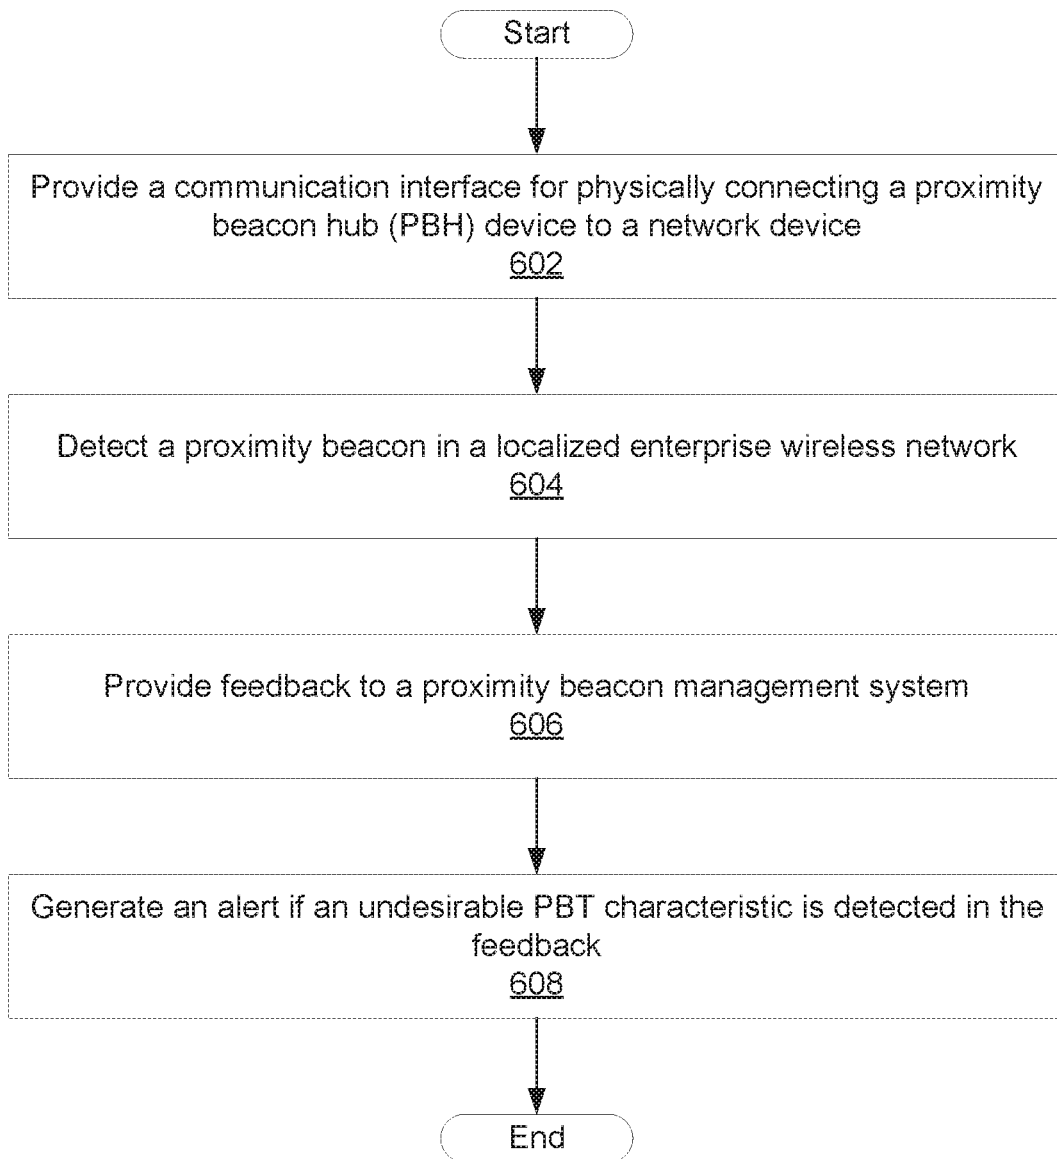 Start
Provide a communication interface for physically connecting a proximity
beacon hub (PBH) device to a network device
602
Detect a proximity beacon in a localized enterprise wireless network
604
Provide feedback to a proximity beacon management system
606
Generate an alert if an undesirable PBT characteristic is detected in the
feedback
608
End